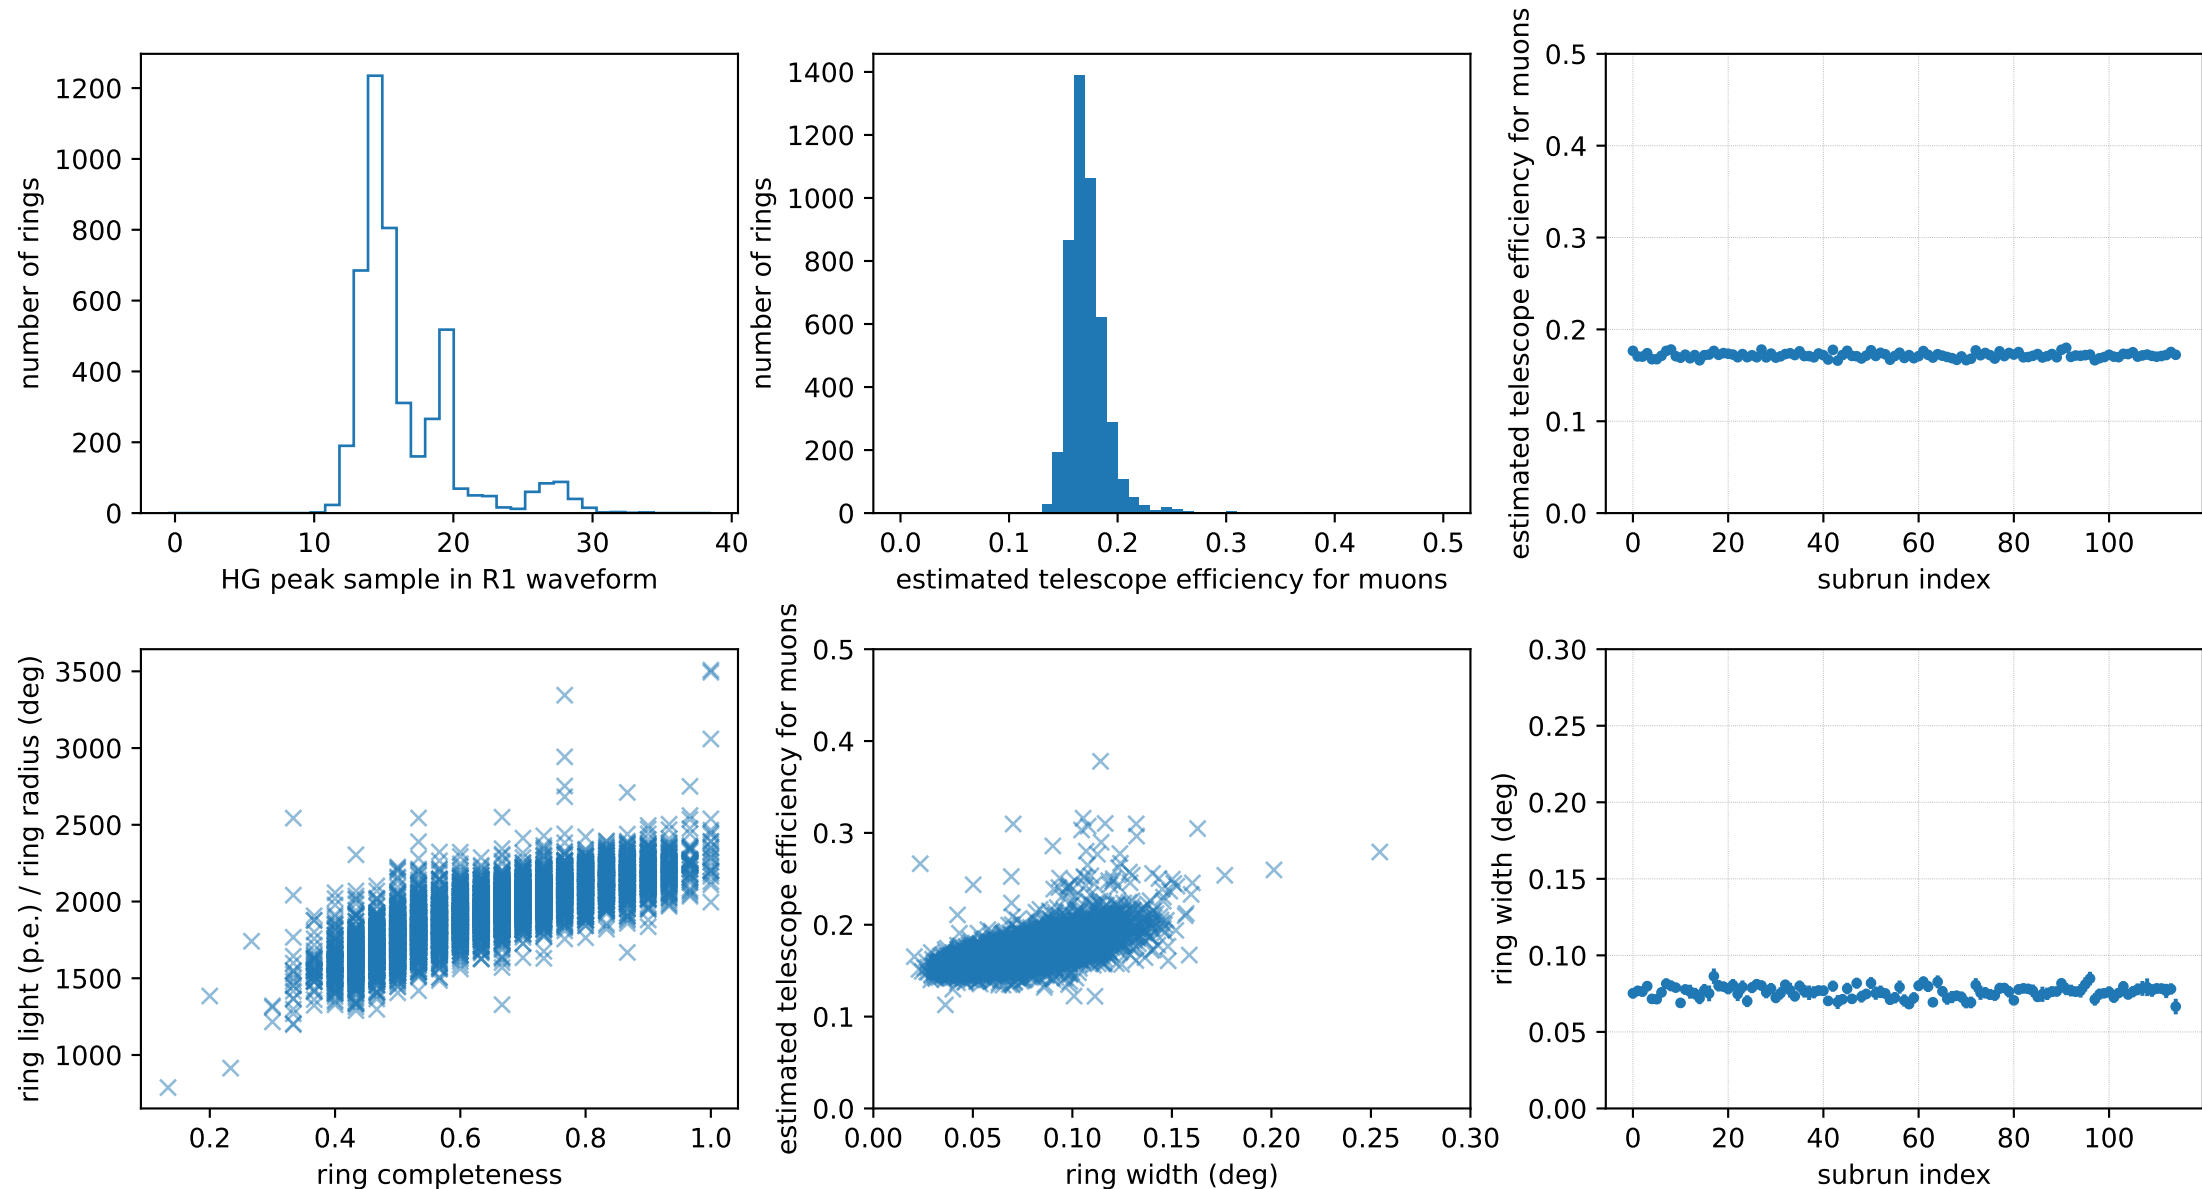 number of rings
1200
1000
800
600
400
200
0
0 10 20 30 40
HG peak sample in R1 waveform
number of rings
1400
1200
1000
800
600
400
200
0
0.0 0.1 0.2 0.3 0.4 0.5
estimated telescope efficiency for muons
estimated telescope efficiency for muons
0.5
0.4
0.3
0.2
0.1
0.0
0 20 40 60 80 100
subrun index
ring light (p.e.) / ring radius (deg)
3500
3000
2500
2000
1500
1000
0.2 0.4 0.6 0.8 1.0
ring completeness
estimated telescope efficiency for muons
0.5
0.4
0.3
0.2
0.1
0.0
0.00 0.05 0.10 0.15 0.20 0.25 0.30
ring width (deg)
ring width (deg)
0.30
0.25
0.20
0.15
0.10
0.05
0.00
0 20 40 60 80 100
subrun index